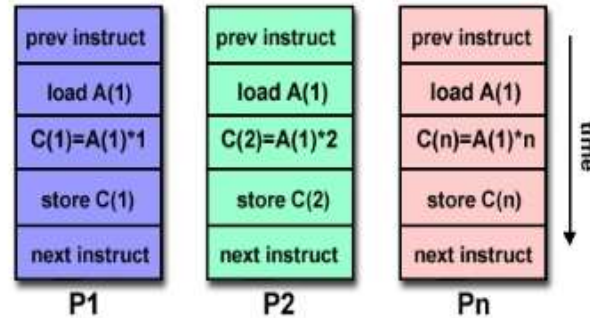 prev instruct
load A(1)
C(1)=A(1)*1
store C(1)
next instruct
P1
prev instruct
load A(1)
C(2)=A(1)*2
store C(2)
next instruct
P2
prev instruct
load A(1)
C(n)=A(1)*n
store C(n)
next instruct
Pn
time